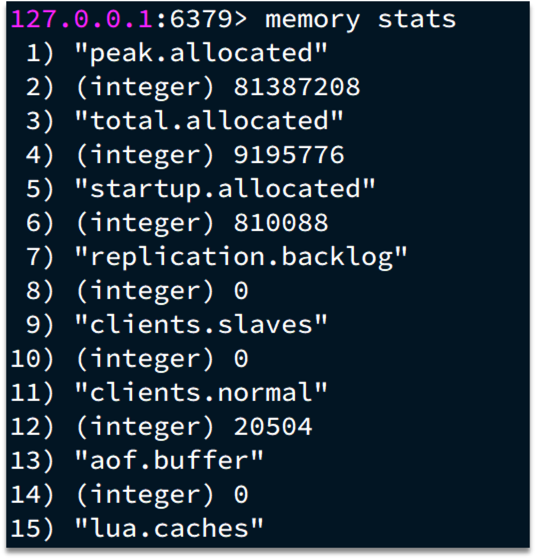 127.0.0.1:6379> memory stats
1) "peak.allocated"
2) (integer) 81387208
3) "total.allocated"
4) (integer) 9195776
5) "startup.allocated"
6) (integer) 810088
7) "replication.backlog"
8) (integer) 0
9) "clients.slaves"
10) (integer) 0
11) "clients.normal"
12) (integer) 20504
13) "aof.buffer"
14) (integer) 0
15) "lua.caches"